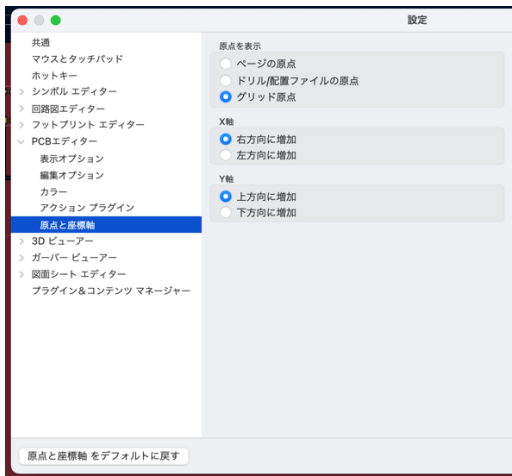 設定
共通
マウスとタッチパッド
ホットキー
シンボル エディター
回路図エディター
フットプリント エディター
PCBエディター
表示オプション
編集オプション
カラー
アクション プラグイン
原点と座標軸
3D ビューアー
ガーバー ビューアー
図面シート エディター
プラグイン＆コンテンツ マネージャー
原点を表示
ページの原点
ドリル/配置ファイルの原点
グリッド原点
X軸
右方向に増加
左方向に増加
Y軸
上方向に増加
下方向に増加
原点と座標軸 をデフォルトに戻す